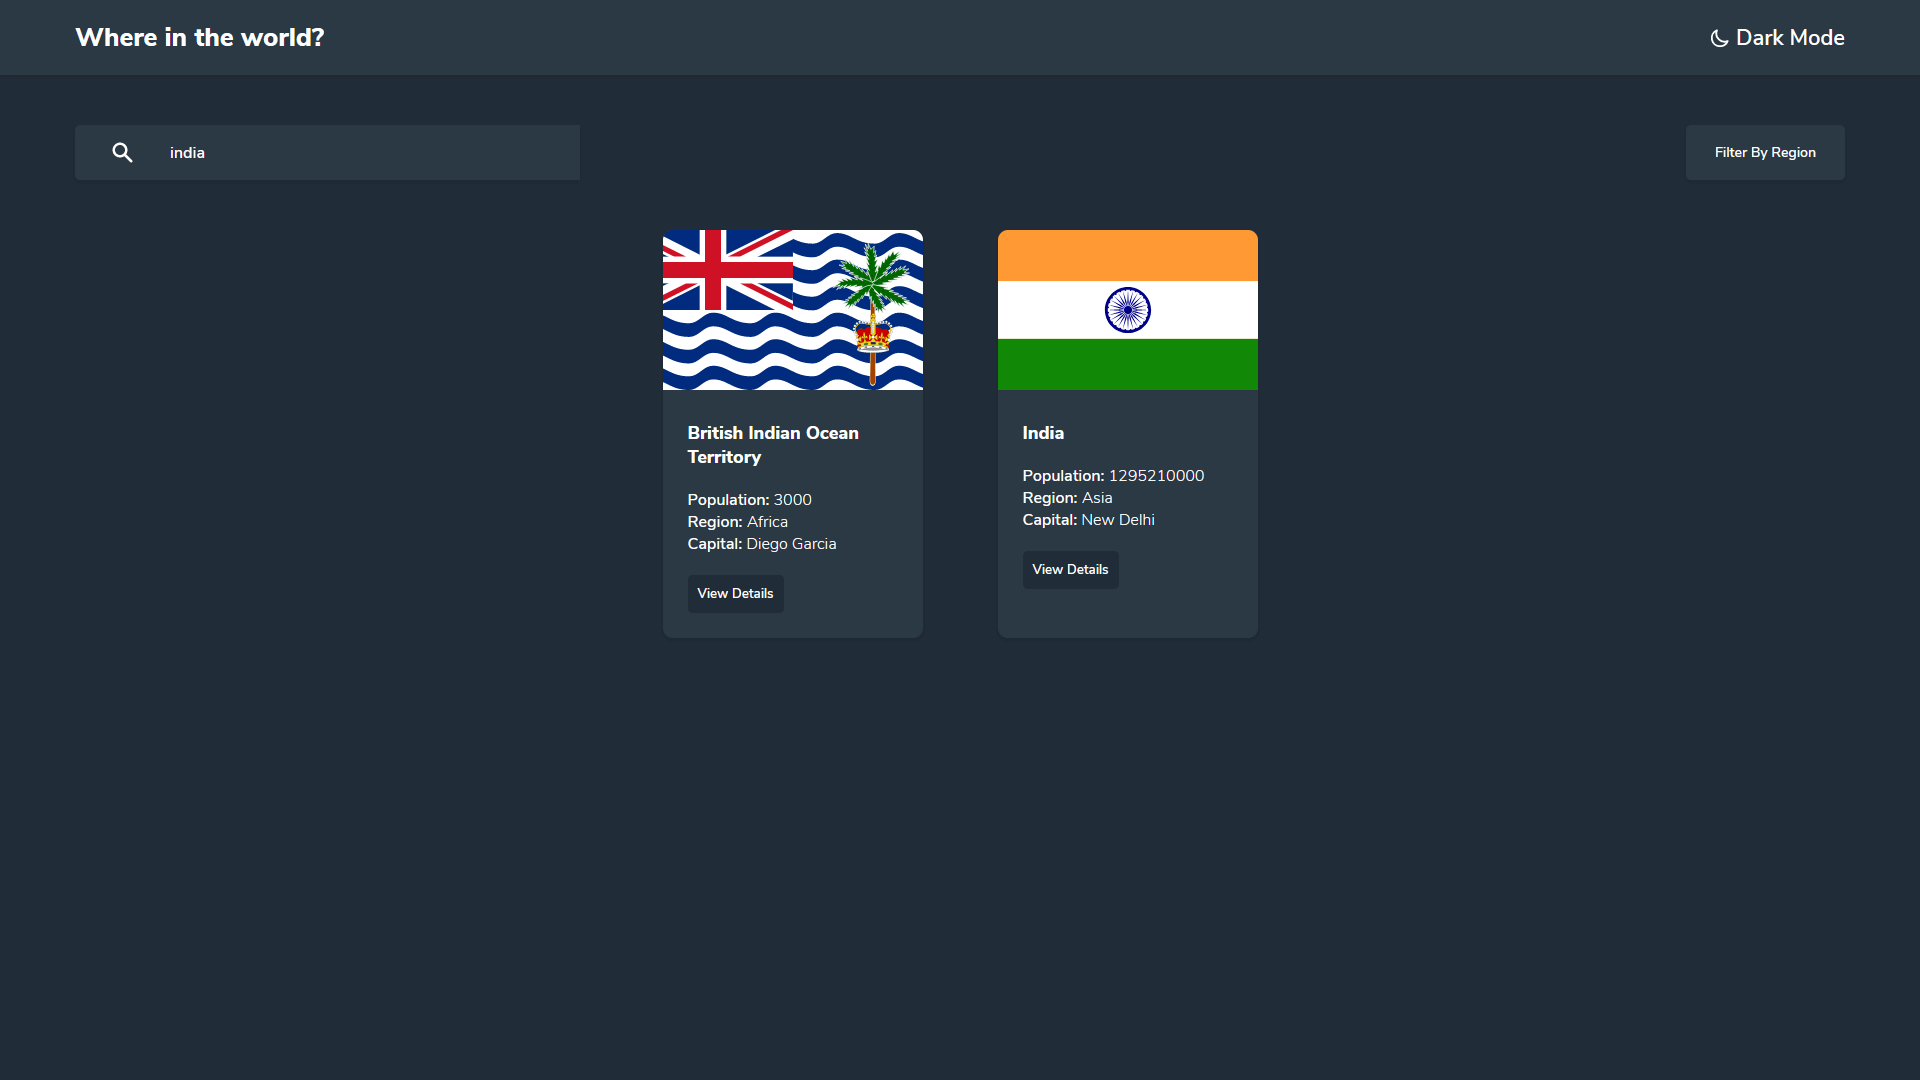 Where in the world?
Dark Mode
india
Filter By Region
British Indian Ocean
Territory
Population: 3000
Region: Africa
Capital: Diego Garcia
View Details
India
Population: 1295210000
Region: Asia
Capital: New Delhi
View Details